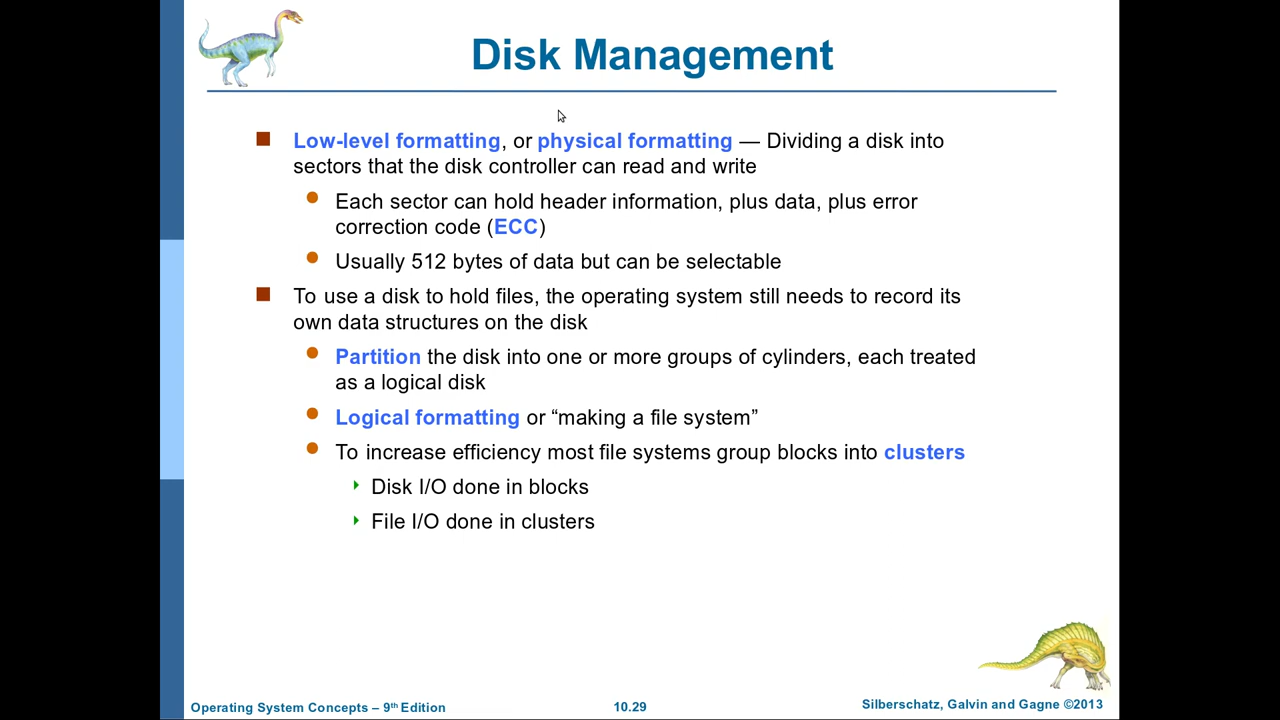 Disk Management
Low-level formatting, or physical formatting — Dividing a disk into
sectors that the disk controller can read and write
Each sector can hold header information, plus data, plus error
correction code (ECC)
Usually 512 bytes of data but can be selectable
To use a disk to hold files, the operating system still needs to record its
own data structures on the disk
Partition the disk into one or more groups of cylinders, each treated
as a logical disk
Logical formatting or “making a file system”
To increase efficiency most file systems group blocks into clusters
Disk I/O done in blocks
File I/O done in clusters
Operating System Concepts – 9th Edition
10.29
Silberschatz, Galvin and Gagne ©2013